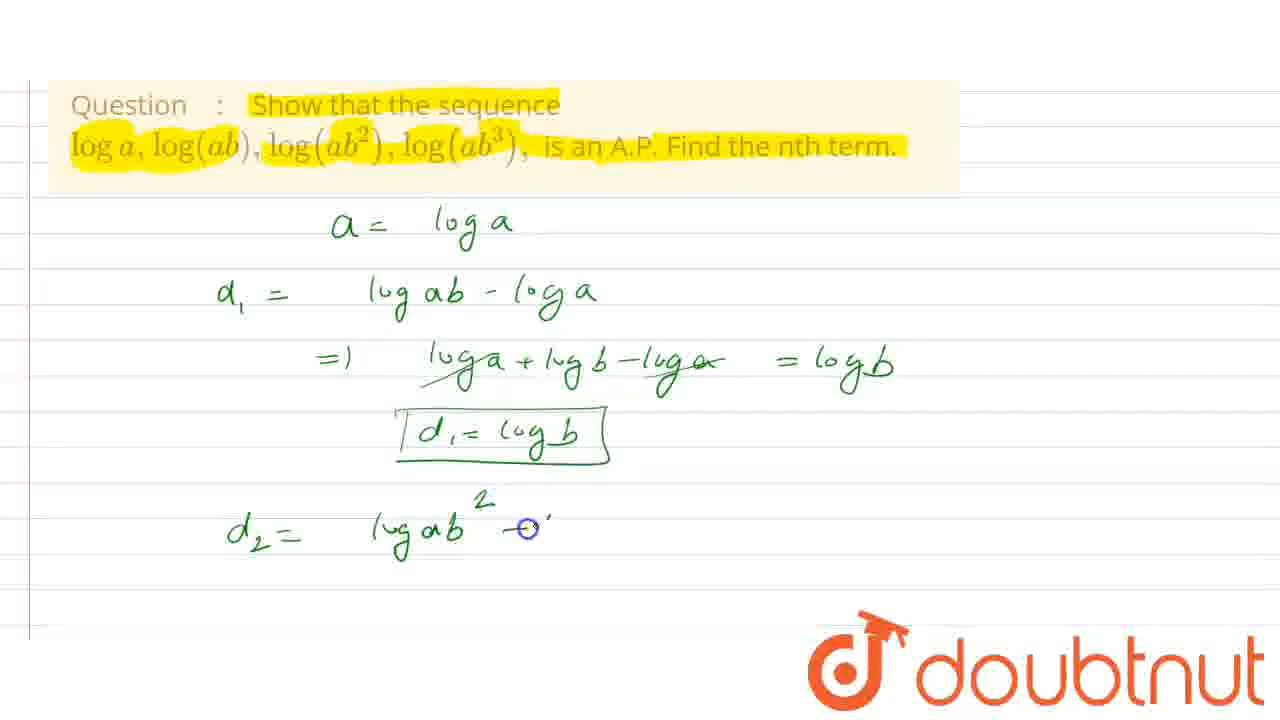 Question : Show that the sequence
log a, log(ab), log(ab²), log(ab³), is an A.P. Find the nth term.
a = log a
d₁ = log ab - log a
=) log a + log b - log a = log b
d₁ = log b
d₂ = log ab² -
doubtnut